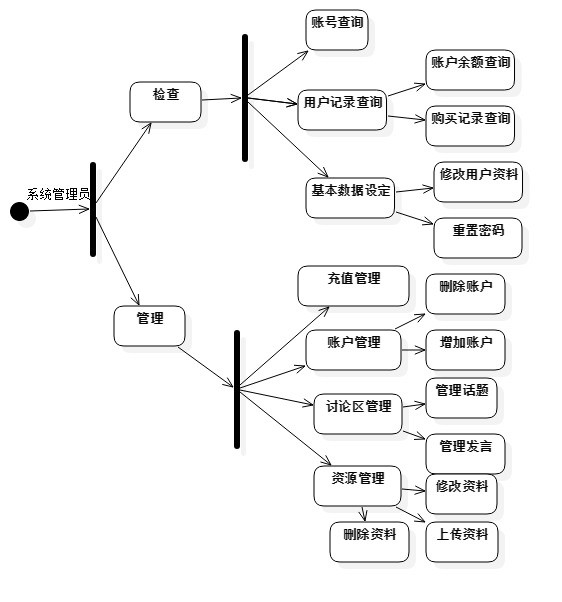 账号查询
账户余额查询
检查
用户记录查询
购买记录查询
修改用户资料
基本数据设定
系统管理员
重置密码
充值管理
删除账户
管理
账户管理
增加账户
管理话题
讨论区管理
管理发言
资源管理
修改资料
删除资料
上传资料